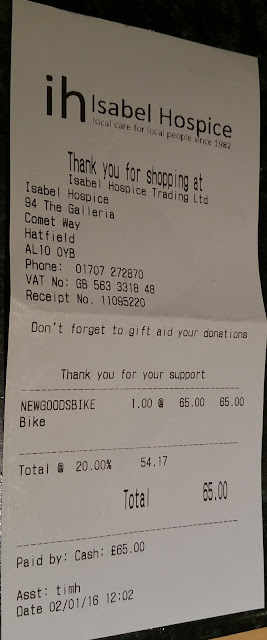 ih Isabel Hospice
local care for local people since 1982
Thank you for shopping at
Isabel Hospice Trading Ltd
Isabel Hospice
94 The Galleria
Comet Way
Hatfield
AL10 0YB
Phone: 01707 272870
VAT No: GB 563 3318 48
Receipt No. 11095220
Don't forget to gift aid your donations
Thank you for your support
NEWGOODSBIKE 1.00 @ 65.00 65.00
Bike
Total @ 20.00% 54.17
Total 65.00
Paid by: Cash: £65.00
Asst: timh
Date 02/01/16 12:02